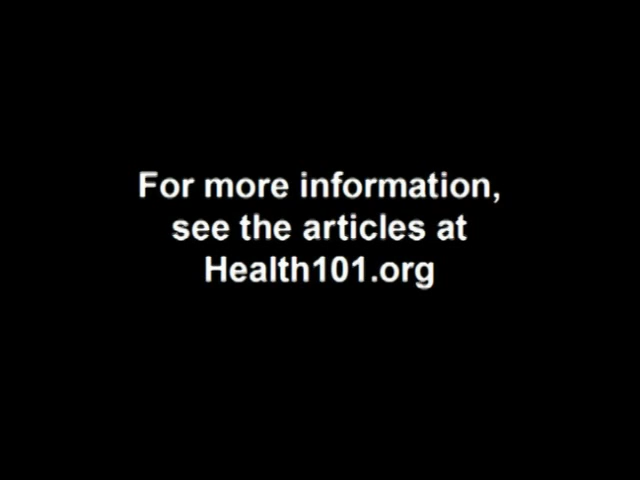 For more information,
see the articles at
Health101.org